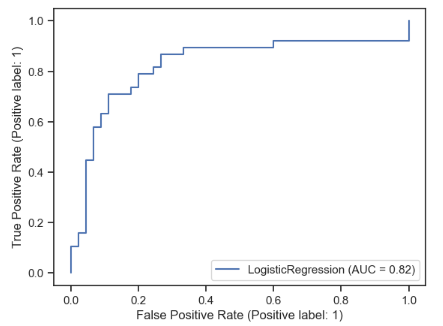 1.0
0.8
0.6
0.4
0.2
0.0
True Positive Rate (Positive label: 1)
LogisticRegression (AUC = 0.82)
0.0 0.2 0.4 0.6 0.8 1.0
False Positive Rate (Positive label: 1)